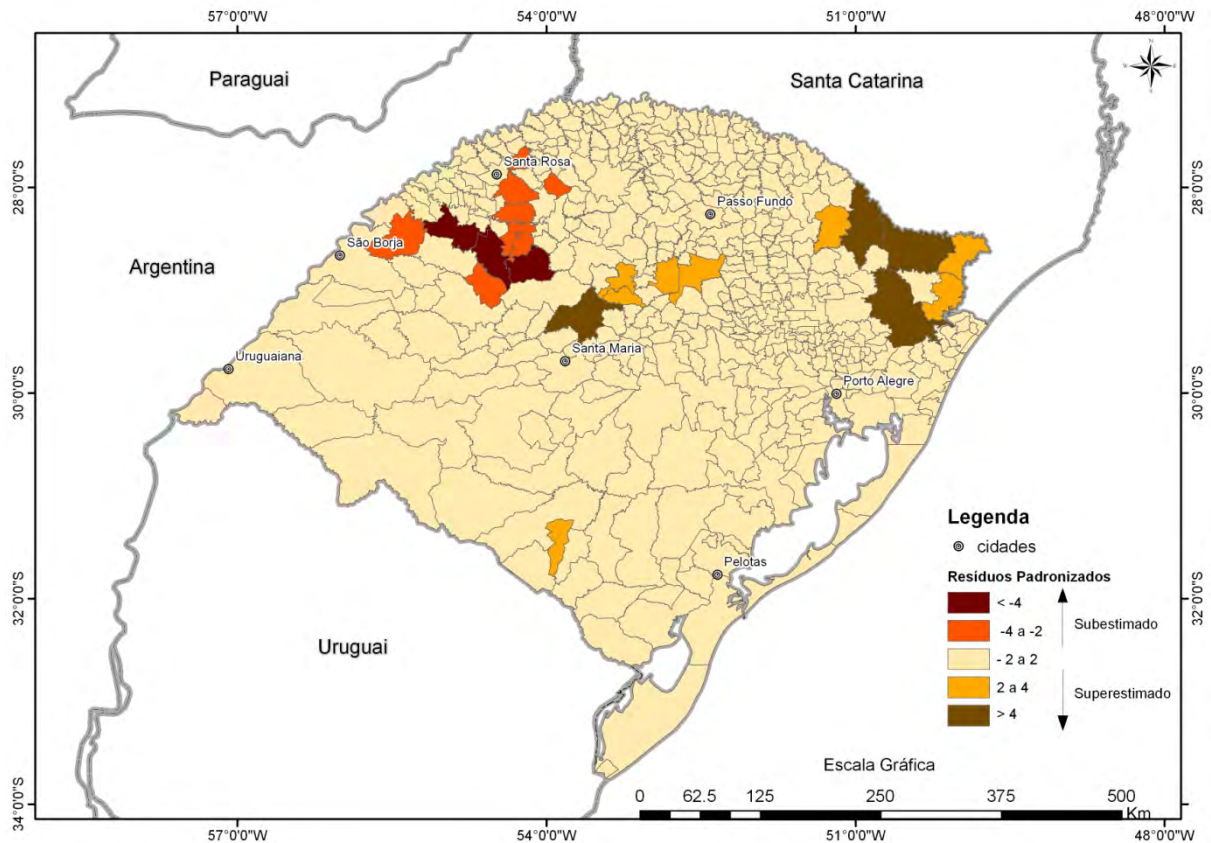 57°0'0"W
54°0'0"W
51°0'0"W
48°0'0"W
Paraguai
Santa Catarina
28°0'0"S
28°0'0"S
Santa Rosa
Passo Fundo
São Borja
Argentina
Santa Maria
Uruguaiana
30°0'0"S
30°0'0"S
Porto Alegre
Legenda
cidades
Pelotas
Resíduos Padronizados
< -4
-4 a -2
- 2 a 2
2 a 4
> 4
Subestimado
Superestimado
32°0'0"S
32°0'0"S
Uruguai
Escala Gráfica
0 62.5 125 250 375 500
Km
34°0'0"S
57°0'0"W
54°0'0"W
51°0'0"W
48°0'0"W